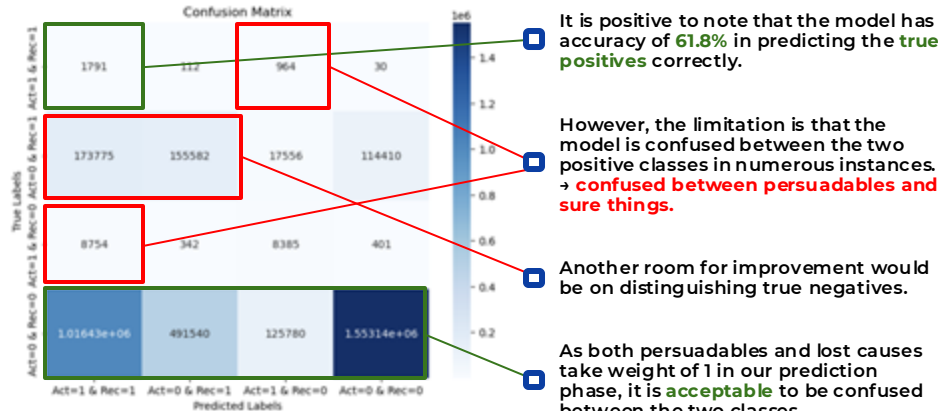 Confusion Matrix
1e6
It is positive to note that the model has
accuracy of 61.8% in predicting the true
positives correctly.
Act=1 & Rec=1
1791 112 964 30
1.4
1.2
However, the limitation is that the
model is confused between the two
positive classes in numerous instances.
→ confused between persuadables and
sure things.
True Labels
Act=0 & Rec=1
173775 155582 17556 114410
1.0
0.8
Act=1 & Rec=0
8754 342 8385 401
0.6
0.4
Another room for improvement would
be on distinguishing true negatives.
Act=0 & Rec=0
1.01643e+06 491540 125780 1.55314e+06
0.2
As both persuadables and lost causes
take weight of 1 in our prediction
phase, it is acceptable to be confused
between the two classes
Act=1 & Rec=1 Act=0 & Rec=1 Act=1 & Rec=0 Act=0 & Rec=0
Predicted Labels